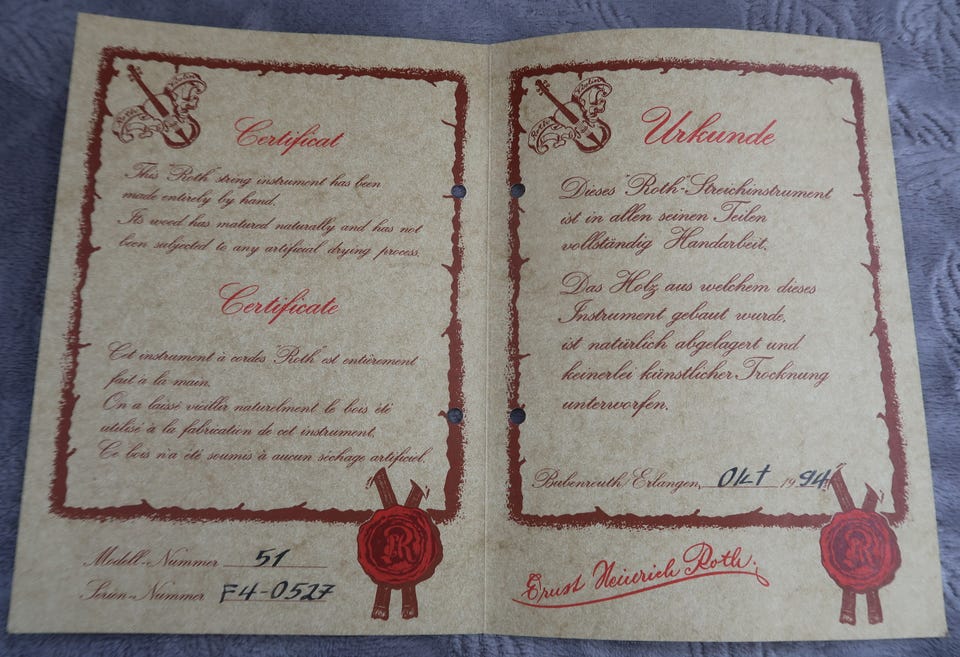 Certificat
This "Roth" string instrument has been
made entirely by hand.
Its wood has matured naturally and has not
been subjected to any artificial drying process.
Certificate
Cet instrument à cordes "Roth" est entièrement
fait à la main.
On a laissé vieillir naturelment le bois été
utilisé à la fabrication de cet instrument.
Ce bois n'a été soumis à aucun séchage artificiel.
Modell-Nummer 51
Serien-Nummer F4-0527
Urkunde
Dieses "Roth"-Streichinstrument
ist in allen seinen Teilen
vollständig Handarbeit.
Das Holz aus welchem dieses
Instrument gebaut wurde,
ist natürlich abgelagert und
keinerlei künstlicher Trocknung
unterworfen.
Bubenreuth/Erlangen, Okt 1994
Ernst Heinrich Roth.
R
R